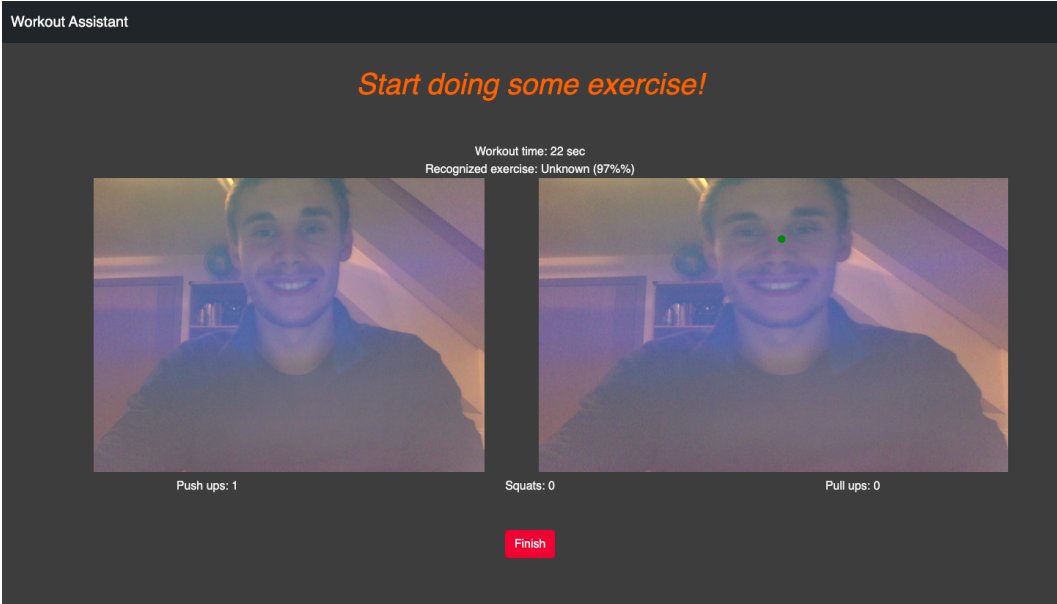 Workout Assistant
Start doing some exercise!
Workout time: 22 sec
Recognized exercise: Unknown (97%%)
Push ups: 1
Squats: 0
Pull ups: 0
Finish